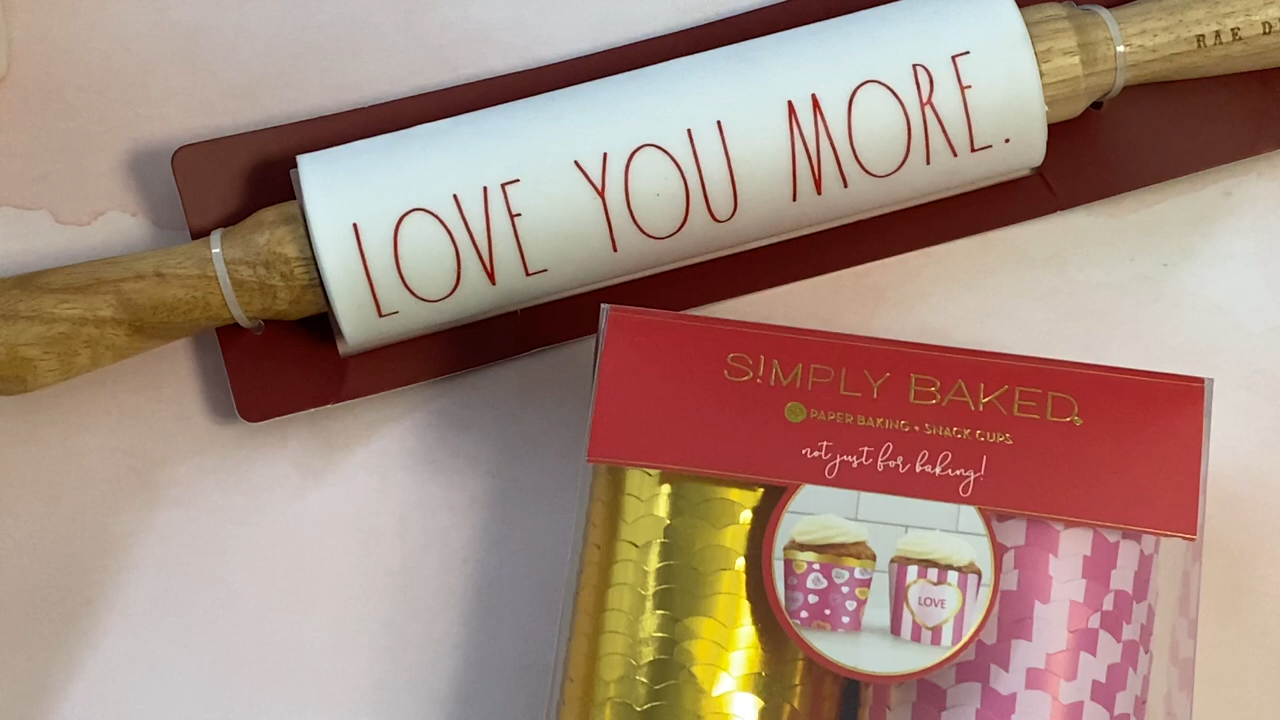 RAE D
LOVE YOU MORE.
S!MPLY BAKED
PAPER BAKING + SNACK CUPS
not just for baking!
LOVE